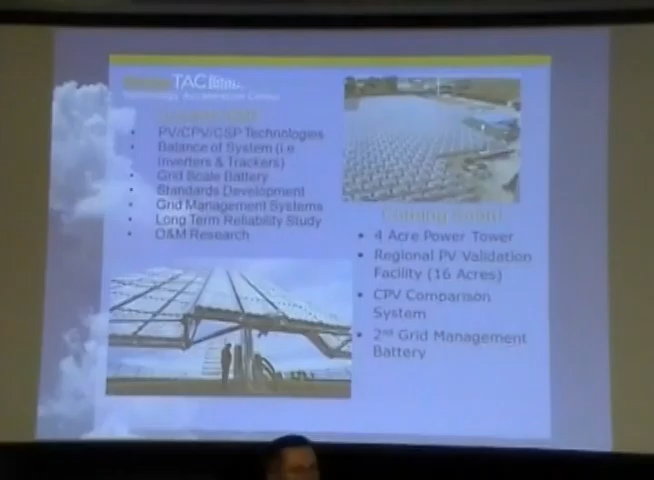 TAC
PV/CPV/CSP Technologies
Balance of System (i.e
Inverters & Trackers)
Grid Scale Battery
Standards Development
Grid Management Systems
Long Term Reliability Study
O&M Research
Coming Soon!
4 Acre Power Tower
Regional PV Validation
Facility (16 Acres)
CPV Comparison
System
2nd Grid Management
Battery